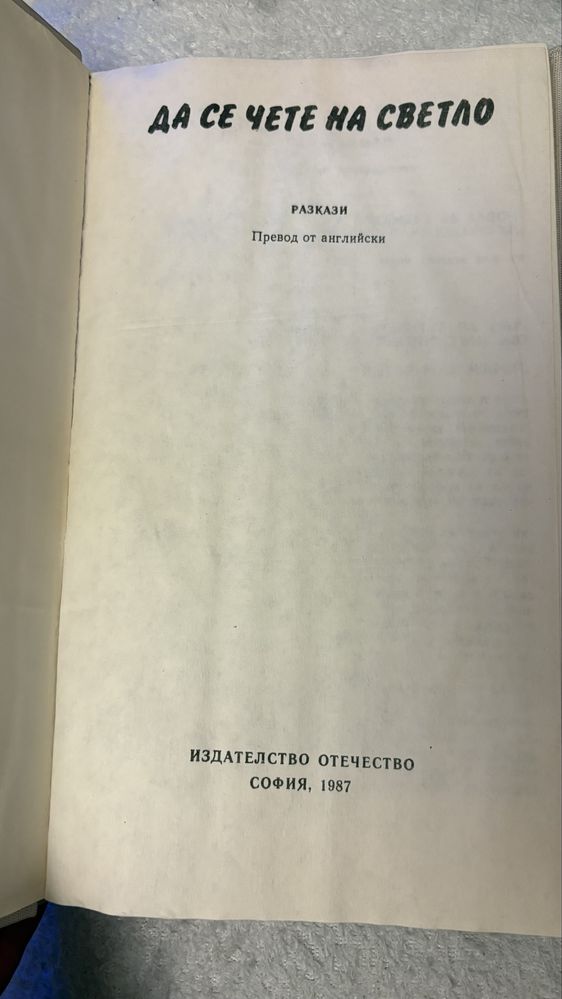 ДА СЕ ЧЕТЕ НА СВЕТЛО
РАЗКАЗИ
Превод от английски
ИЗДАТЕЛСТВО ОТЕЧЕСТВО
СОФИЯ, 1987